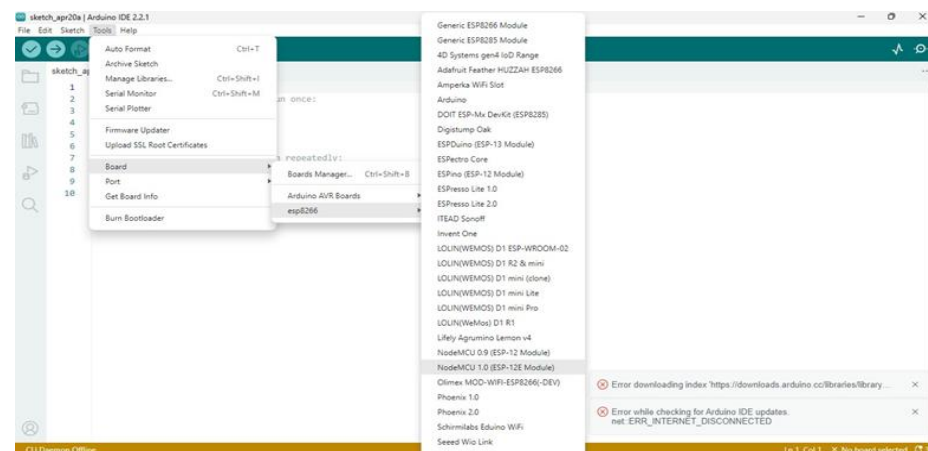 sketch_apr20a | Arduino IDE 2.2.1
File Edit Sketch Tools Help
sketch_ap
1
2
3
4
5
6
7
8
9
10
un once:
repeatedly:
Auto Format Ctrl+T
Archive Sketch
Manage Libraries... Ctrl+Shift+I
Serial Monitor Ctrl+Shift+M
Serial Plotter
Firmware Updater
Upload SSL Root Certificates
Board
Port
Get Board Info
Burn Bootloader
Boards Manager... Ctrl+Shift+B
Arduino AVR Boards
esp8266
Generic ESP8266 Module
Generic ESP8285 Module
4D Systems gen4 IoD Range
Adafruit Feather HUZZAH ESP8266
Amperka WiFi Slot
Arduino
DOIT ESP-Mx DevKit (ESP8285)
Digistump Oak
ESPDuino (ESP-13 Module)
ESPectro Core
ESPino (ESP-12 Module)
ESPresso Lite 1.0
ESPresso Lite 2.0
ITEAD Sonoff
Invent One
LOLIN(WEMOS) D1 ESP-WROOM-02
LOLIN(WEMOS) D1 R2 & mini
LOLIN(WEMOS) D1 mini (clone)
LOLIN(WEMOS) D1 mini Lite
LOLIN(WEMOS) D1 mini Pro
LOLIN(WeMos) D1 R1
Lifely Agrumino Lemon v4
NodeMCU 0.9 (ESP-12 Module)
NodeMCU 1.0 (ESP-12E Module)
Olimex MOD-WIFI-ESP8266(-DEV)
Phoenix 1.0
Phoenix 2.0
Schirmilabs Eduino WiFi
Seeed Wio Link
Error downloading index 'https://downloads.arduino.cc/libraries/library...
Error while checking for Arduino IDE updates.
net::ERR_INTERNET_DISCONNECTED
CLI Daemon Offline
Ln 1, Col 1 No board selected